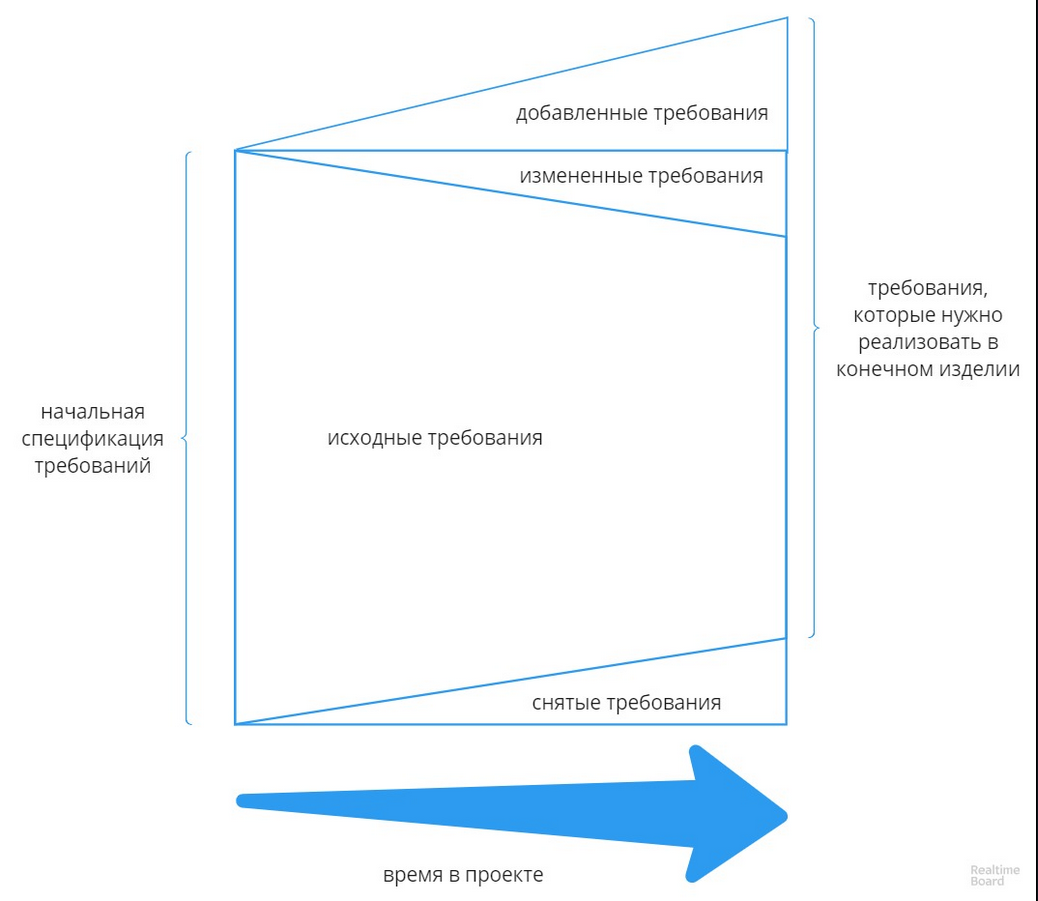 добавленные требования
измененные требования
требования,
которые нужно
реализовать в
конечном изделии
начальная
спецификация
требований
исходные требования
снятые требования
время в проекте
Realtime
Board